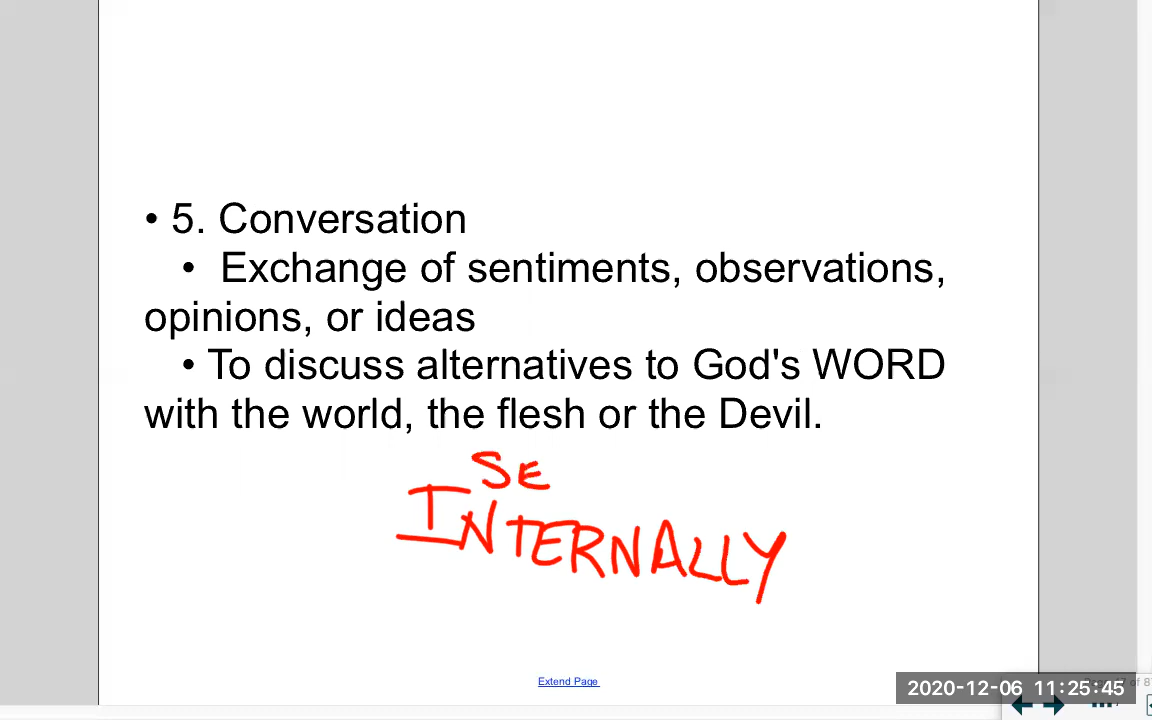 • 5. Conversation
• Exchange of sentiments, observations,
opinions, or ideas
• To discuss alternatives to God's WORD
with the world, the flesh or the Devil.
SE
INTERNALLY
Extend Page
2020-12-06 11:25:45